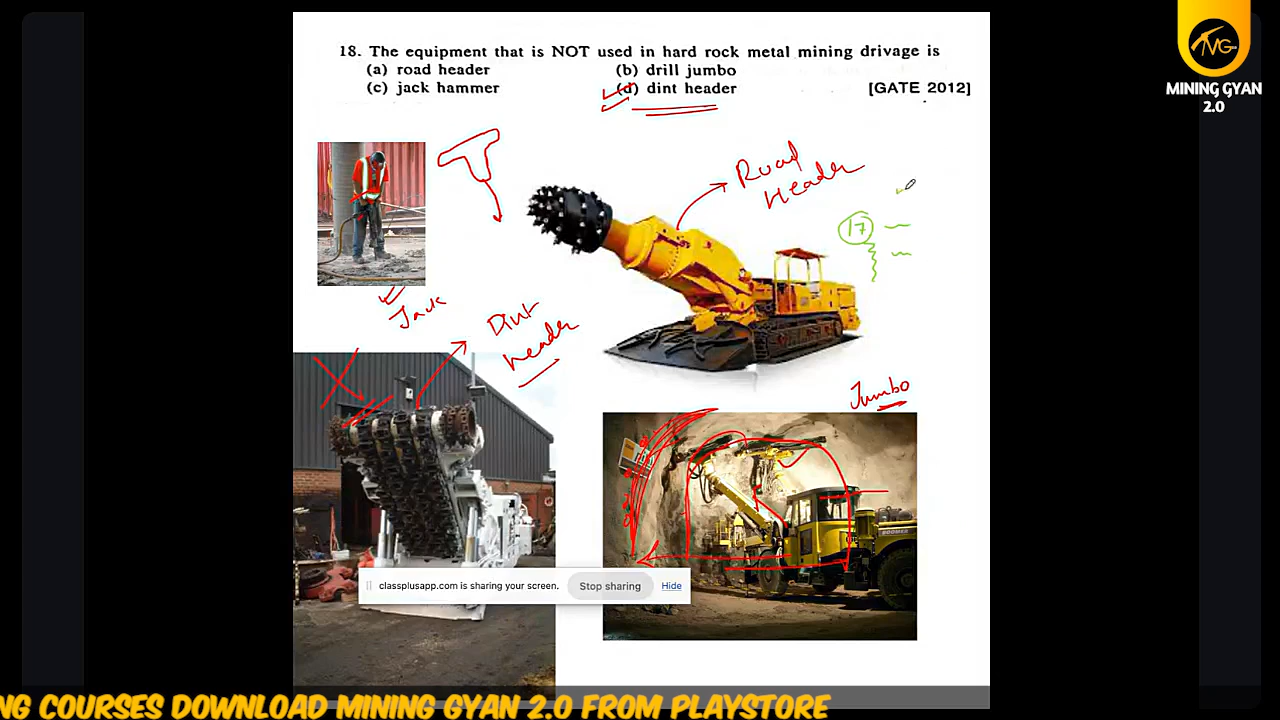 18. The equipment that is NOT used in hard rock metal mining drivage is
(a) road header (b) drill jumbo
(c) jack hammer (d) dint header [GATE 2012]
MINING GYAN
2.0
Road
Header
17
Jack
Dint
header
Jumbo
BOOMER
classplusapp.com is sharing your screen. Stop sharing Hide
NG COURSES DOWNLOAD MINING GYAN 2.0 FROM PLAYSTORE